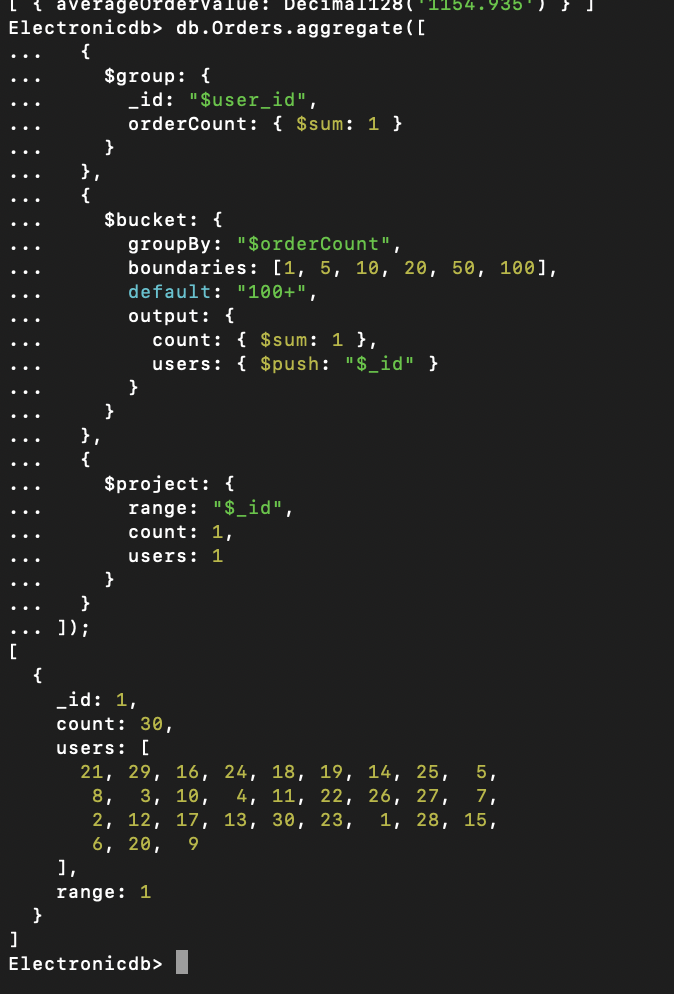 [ { averageOrderValue: Decimal128('1154.935') } ]
Electronicdb> db.Orders.aggregate([
...   {
...     $group: {
...       _id: "$user_id",
...       orderCount: { $sum: 1 }
...     }
...   },
...   {
...     $bucket: {
...       groupBy: "$orderCount",
...       boundaries: [1, 5, 10, 20, 50, 100],
...       default: "100+",
...       output: {
...         count: { $sum: 1 },
...         users: { $push: "$_id" }
...       }
...     }
...   },
...   {
...     $project: {
...       range: "$_id",
...       count: 1,
...       users: 1
...     }
...   }
... ]);
[
  {
    _id: 1,
    count: 30,
    users: [
      21, 29, 16, 24, 18, 19, 14, 25,  5,
       8,  3, 10,  4, 11, 22, 26, 27,  7,
       2, 12, 17, 13, 30, 23,  1, 28, 15,
       6, 20,  9
    ],
    range: 1
  }
]
Electronicdb>